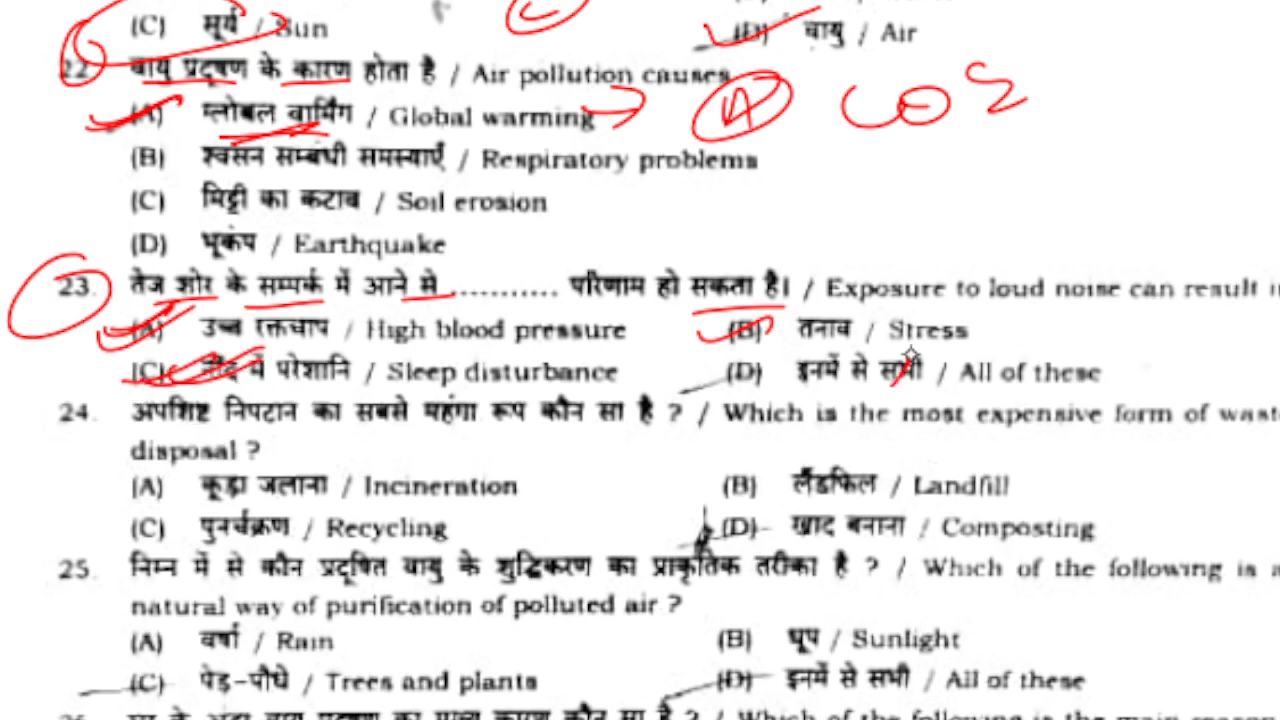 (C) सूर्य / Sun (D) वायु / Air
22. वायु प्रदूषण के कारण होता है / Air pollution causes
(A) ग्लोबल वार्मिंग / Global warming → (A) CO2
(B) श्वसन सम्बंधी समस्याएँ / Respiratory problems
(C) मिट्टी का कटाव / Soil erosion
(D) भूकंप / Earthquake
23. तेज शोर के सम्पर्क में आने से ............ परिणाम हो सकता है। / Exposure to loud noise can result
(A) उच्च रक्तचाप / High blood pressure (B) तनाव / Stress
(C) नींद में परेशानि / Sleep disturbance (D) इनमें से सभी / All of these
24. अपशिष्ट निपटान का सबसे महंगा रूप कौन सा है ? / Which is the most expensive form of
disposal ?
(A) कूड़ा जलाना / Incineration (B) लैंडफिल / Landfill
(C) पुनर्चक्रण / Recycling (D) खाद बनाना / Composting
25. निम्न में से कौन प्रदूषित वायु के शुद्धिकरण का प्राकृतिक तरीका है ? / Which of the following is a
natural way of purification of polluted air ?
(A) वर्षा / Rain (B) धूप / Sunlight
(C) पेड़-पौधे / Trees and plants (D) इनमें से सभी / All of these